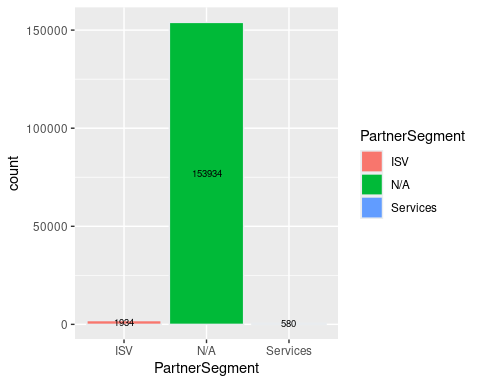 150000
100000
50000
0
count
153934
1934
580
ISV
N/A
Services
PartnerSegment
PartnerSegment
ISV
N/A
Services